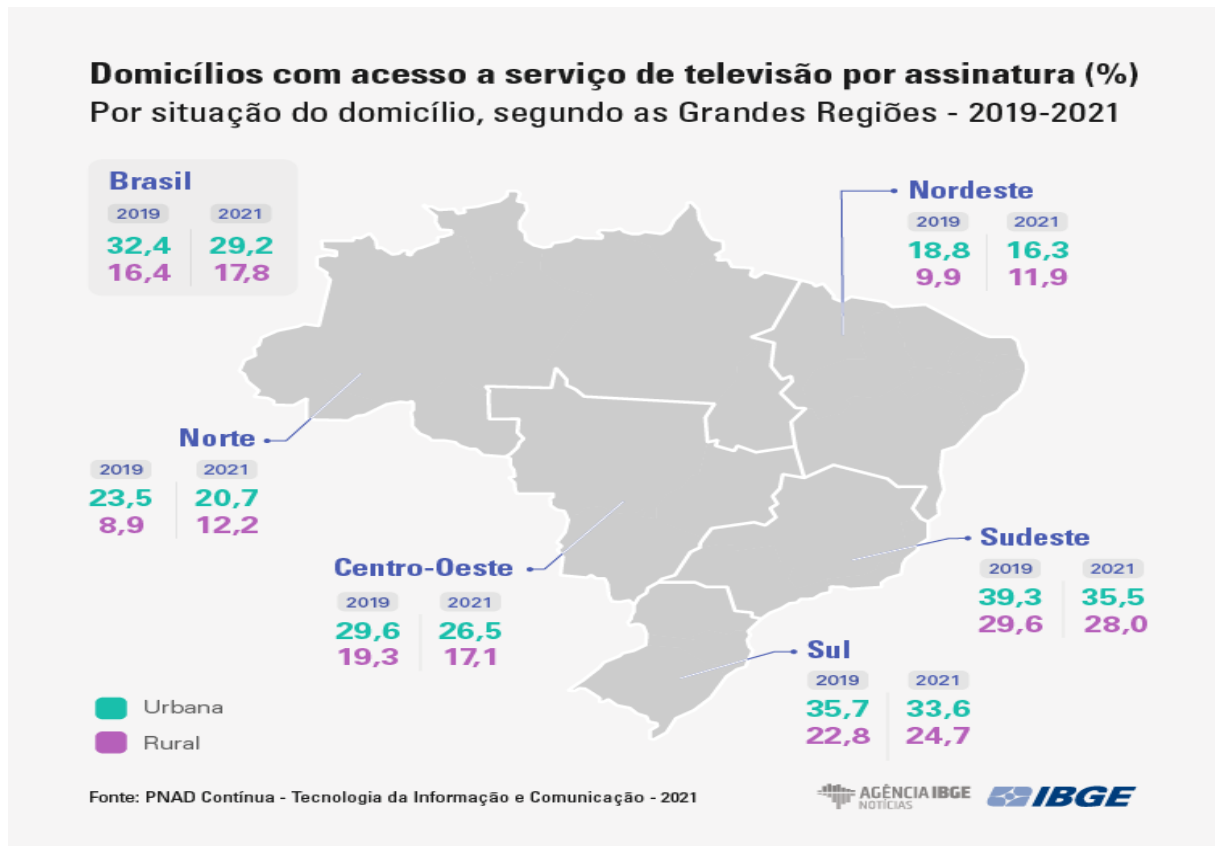 Domicílios com acesso a serviço de televisão por assinatura (%)
Por situação do domicílio, segundo as Grandes Regiões - 2019-2021
Brasil
2019 2021
32,4 29,2
16,4 17,8
Nordeste
2019 2021
18,8 16,3
9,9 11,9
Norte
2019 2021
23,5 20,7
8,9 12,2
Centro-Oeste
2019 2021
29,6 26,5
19,3 17,1
Sudeste
2019 2021
39,3 35,5
29,6 28,0
Sul
2019 2021
35,7 33,6
22,8 24,7
Urbana
Rural
Fonte: PNAD Contínua - Tecnologia da Informação e Comunicação - 2021
AGÊNCIA IBGE
NOTÍCIAS
IBGE